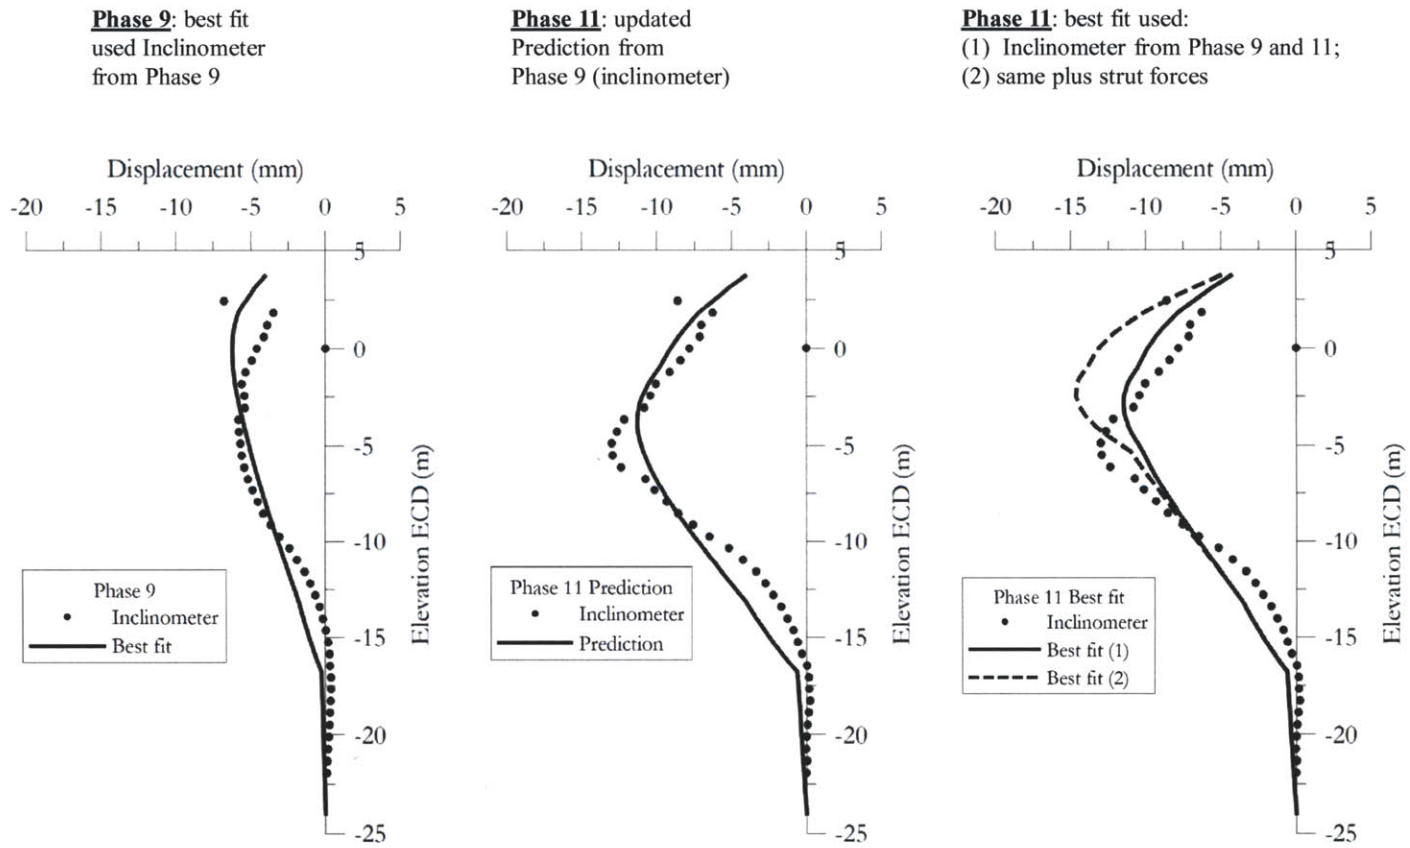 Phase 9: best fit
used Inclinometer
from Phase 9
Phase 11: updated
Prediction from
Phase 9 (inclinometer)
Phase 11: best fit used:
(1) Inclinometer from Phase 9 and 11;
(2) same plus strut forces
Displacement (mm)
-20 -15 -10 -5 0 5
5
0
-5
-10
-15
-20
-25
Elevation ECD (m)
Phase 9
Inclinometer
Best fit
Displacement (mm)
-20 -15 -10 -5 0 5
5
0
-5
-10
-15
-20
-25
Elevation ECD (m)
Phase 11 Prediction
Inclinometer
Prediction
Displacement (mm)
-20 -15 -10 -5 0 5
5
0
-5
-10
-15
-20
-25
Elevation ECD (m)
Phase 11 Best fit
Inclinometer
Best fit (1)
Best fit (2)